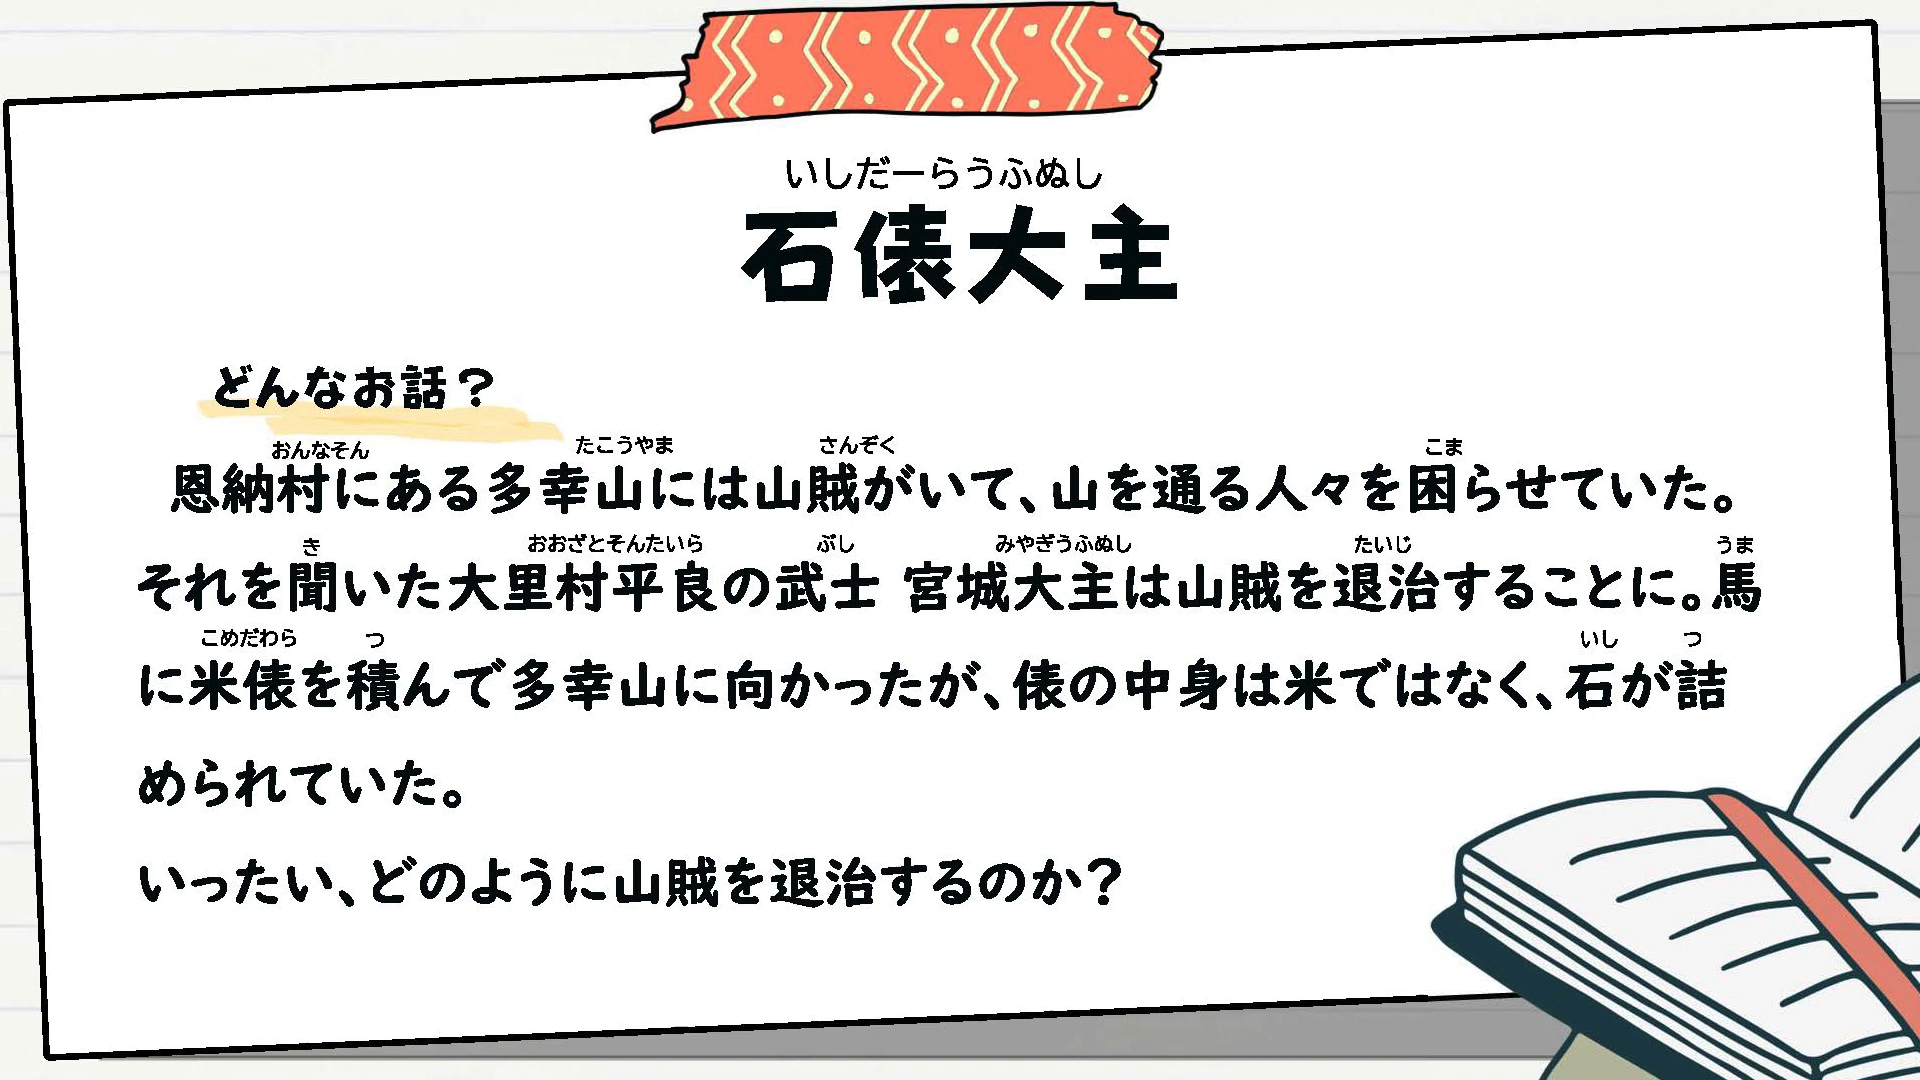 いしだーらうふぬし
石俵大主
どんなお話？
おんなそん たこうやま さんぞく こま
恩納村にある多幸山には山賊がいて、山を通る人々を困らせていた。
き おおざとそんたいら ぶし みやぎうふぬし たいじ うま
それを聞いた大里村平良の武士 宮城大主は山賊を退治することに。馬
こめだわら つ いし つ
に米俵を積んで多幸山に向かったが、俵の中身は米ではなく、石が詰
められていた。
いったい、どのように山賊を退治するのか？